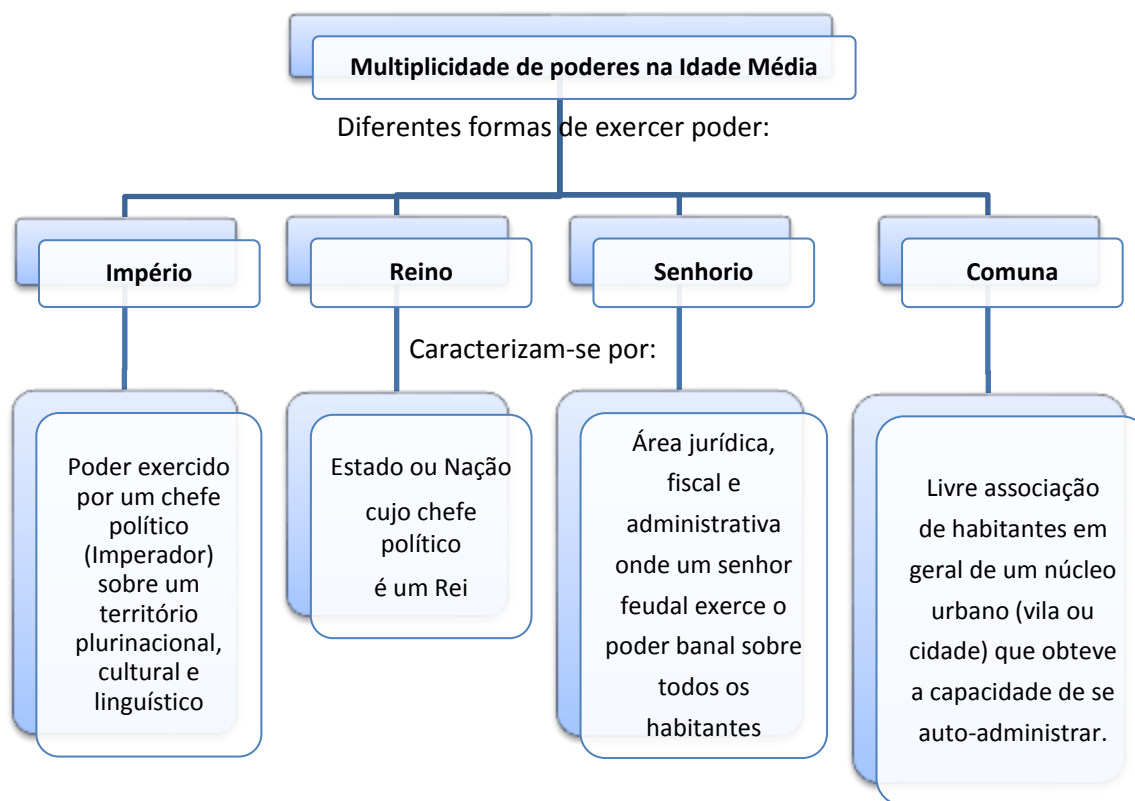 Multiplicidade de poderes na Idade Média
Diferentes formas de exercer poder:
Império
Reino
Senhorio
Comuna
Caracterizam-se por:
Poder exercido
por um chefe
político
(Imperador)
sobre um
território
plurinacional,
cultural e
linguístico
Estado ou Nação
cujo chefe
político
é um Rei
Área jurídica,
fiscal e
administrativa
onde um senhor
feudal exerce o
poder banal sobre
todos os
habitantes
Livre associação
de habitantes em
geral de um núcleo
urbano (vila ou
cidade) que obteve
a capacidade de se
auto-administrar.